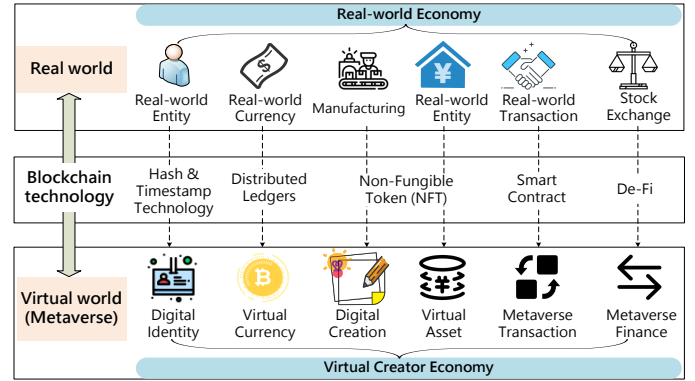 Real-world Economy
Real world
Real-world
Entity
Real-world
Currency
Manufacturing
Real-world
Entity
Real-world
Transaction
Stock
Exchange
Blockchain
technology
Hash &
Timestamp
Technology
Distributed
Ledgers
Non-Fungible
Token (NFT)
Smart
Contract
De-Fi
Virtual world
(Metaverse)
Digital
Identity
Virtual
Currency
Digital
Creation
Virtual
Asset
Metaverse
Transaction
Metaverse
Finance
Virtual Creator Economy